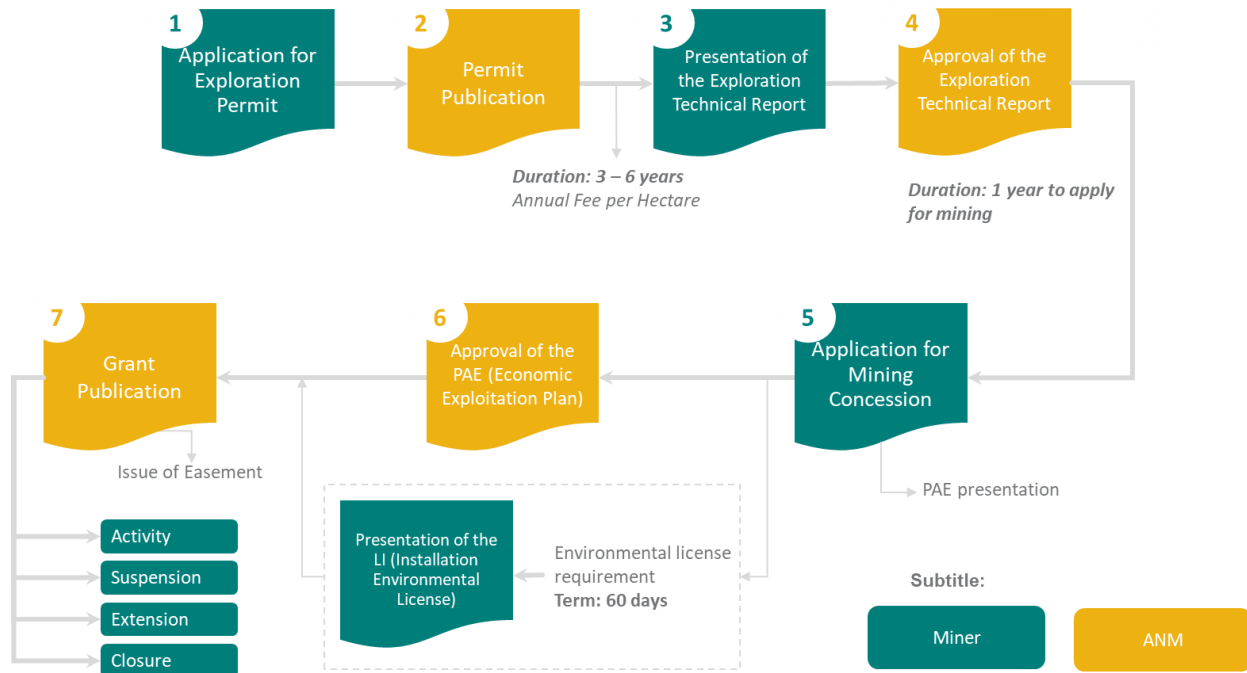 1
Application for
Exploration
Permit
2
Permit
Publication
3
Presentation of
the Exploration
Technical Report
4
Approval of the
Exploration
Technical Report
Duration: 3 – 6 years
Annual Fee per Hectare
Duration: 1 year to apply
for mining
7
Grant
Publication
6
Approval of the
PAE (Economic
Exploitation Plan)
5
Application for
Mining
Concession
Issue of Easement
PAE presentation
Activity
Suspension
Extension
Closure
Presentation of the
LI (Installation
Environmental
License)
Environmental license
requirement
Term: 60 days
Subtitle:
Miner
ANM